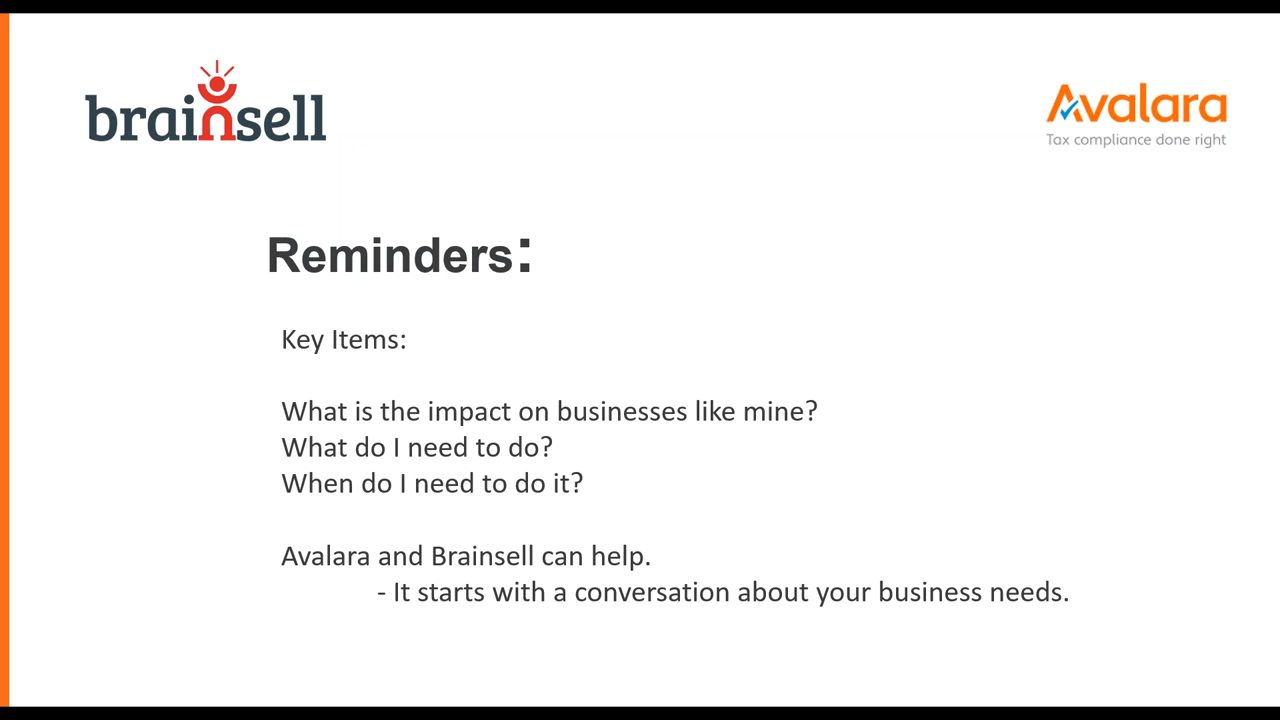 brainsell
Avalara
Tax compliance done right
Reminders:
Key Items:
What is the impact on businesses like mine?
What do I need to do?
When do I need to do it?
Avalara and Brainsell can help.
- It starts with a conversation about your business needs.